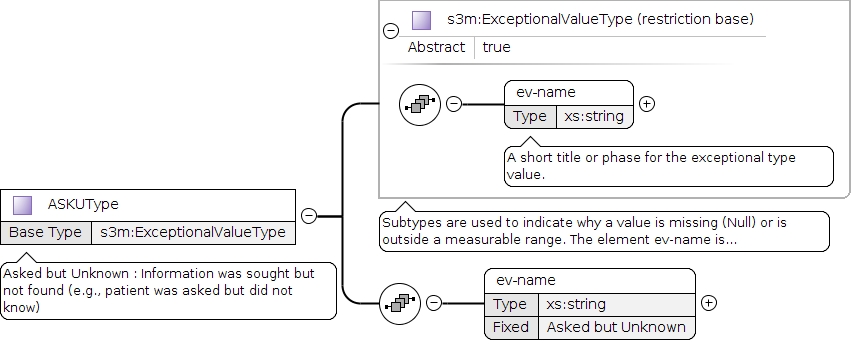 s3m:ExceptionalValueType (restriction base)
Abstract true
ev-name
Type xs:string
A short title or phase for the exceptional type
value.
ASKUType
Base Type s3m:ExceptionalValueType
Subtypes are used to indicate why a value is missing (Null) or is
outside a measurable range. The element ev-name is...
Asked but Unknown : Information was sought but
not found (e.g., patient was asked but did not
know)
ev-name
Type xs:string
Fixed Asked but Unknown